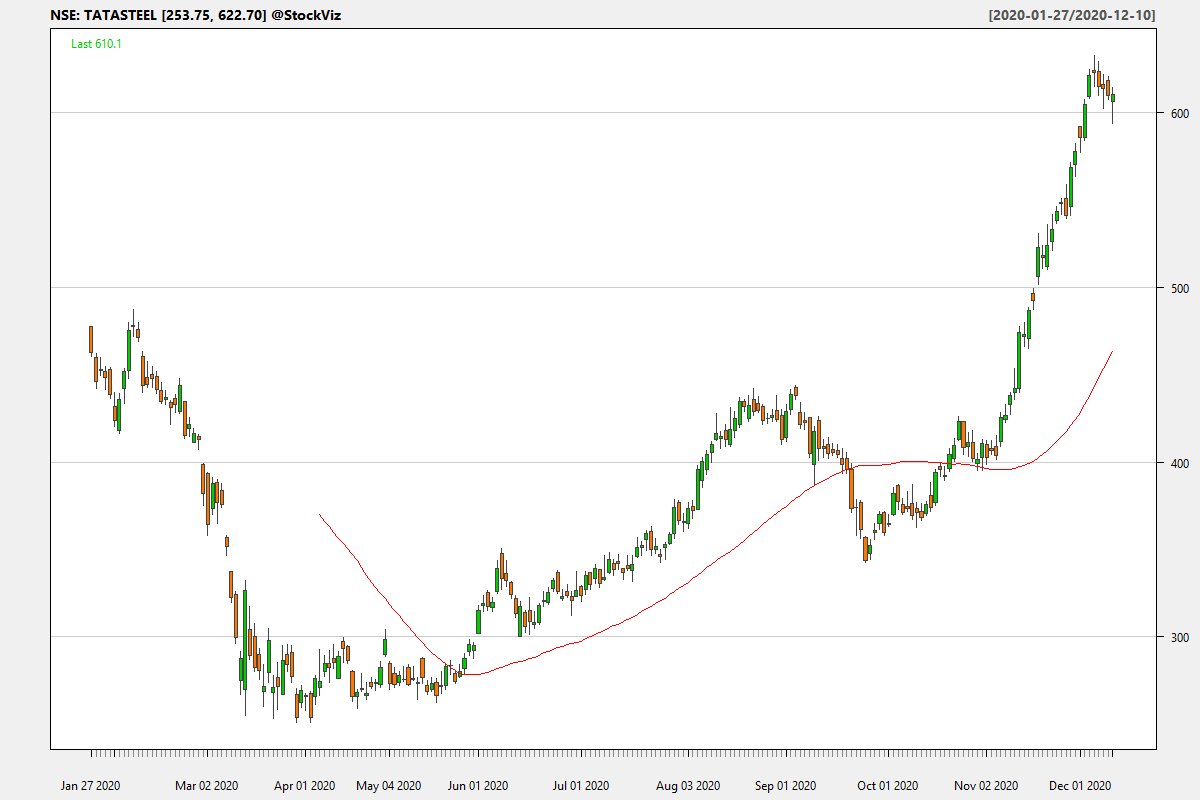 NSE: TATASTEEL [253.75, 622.70] @StockViz [2020-01-27/2020-12-10]
Last 610.1
600
500
400
300
Jan 27 2020 Mar 02 2020 Apr 01 2020 May 04 2020 Jun 01 2020 Jul 01 2020 Aug 03 2020 Sep 01 2020 Oct 01 2020 Nov 02 2020 Dec 01 2020